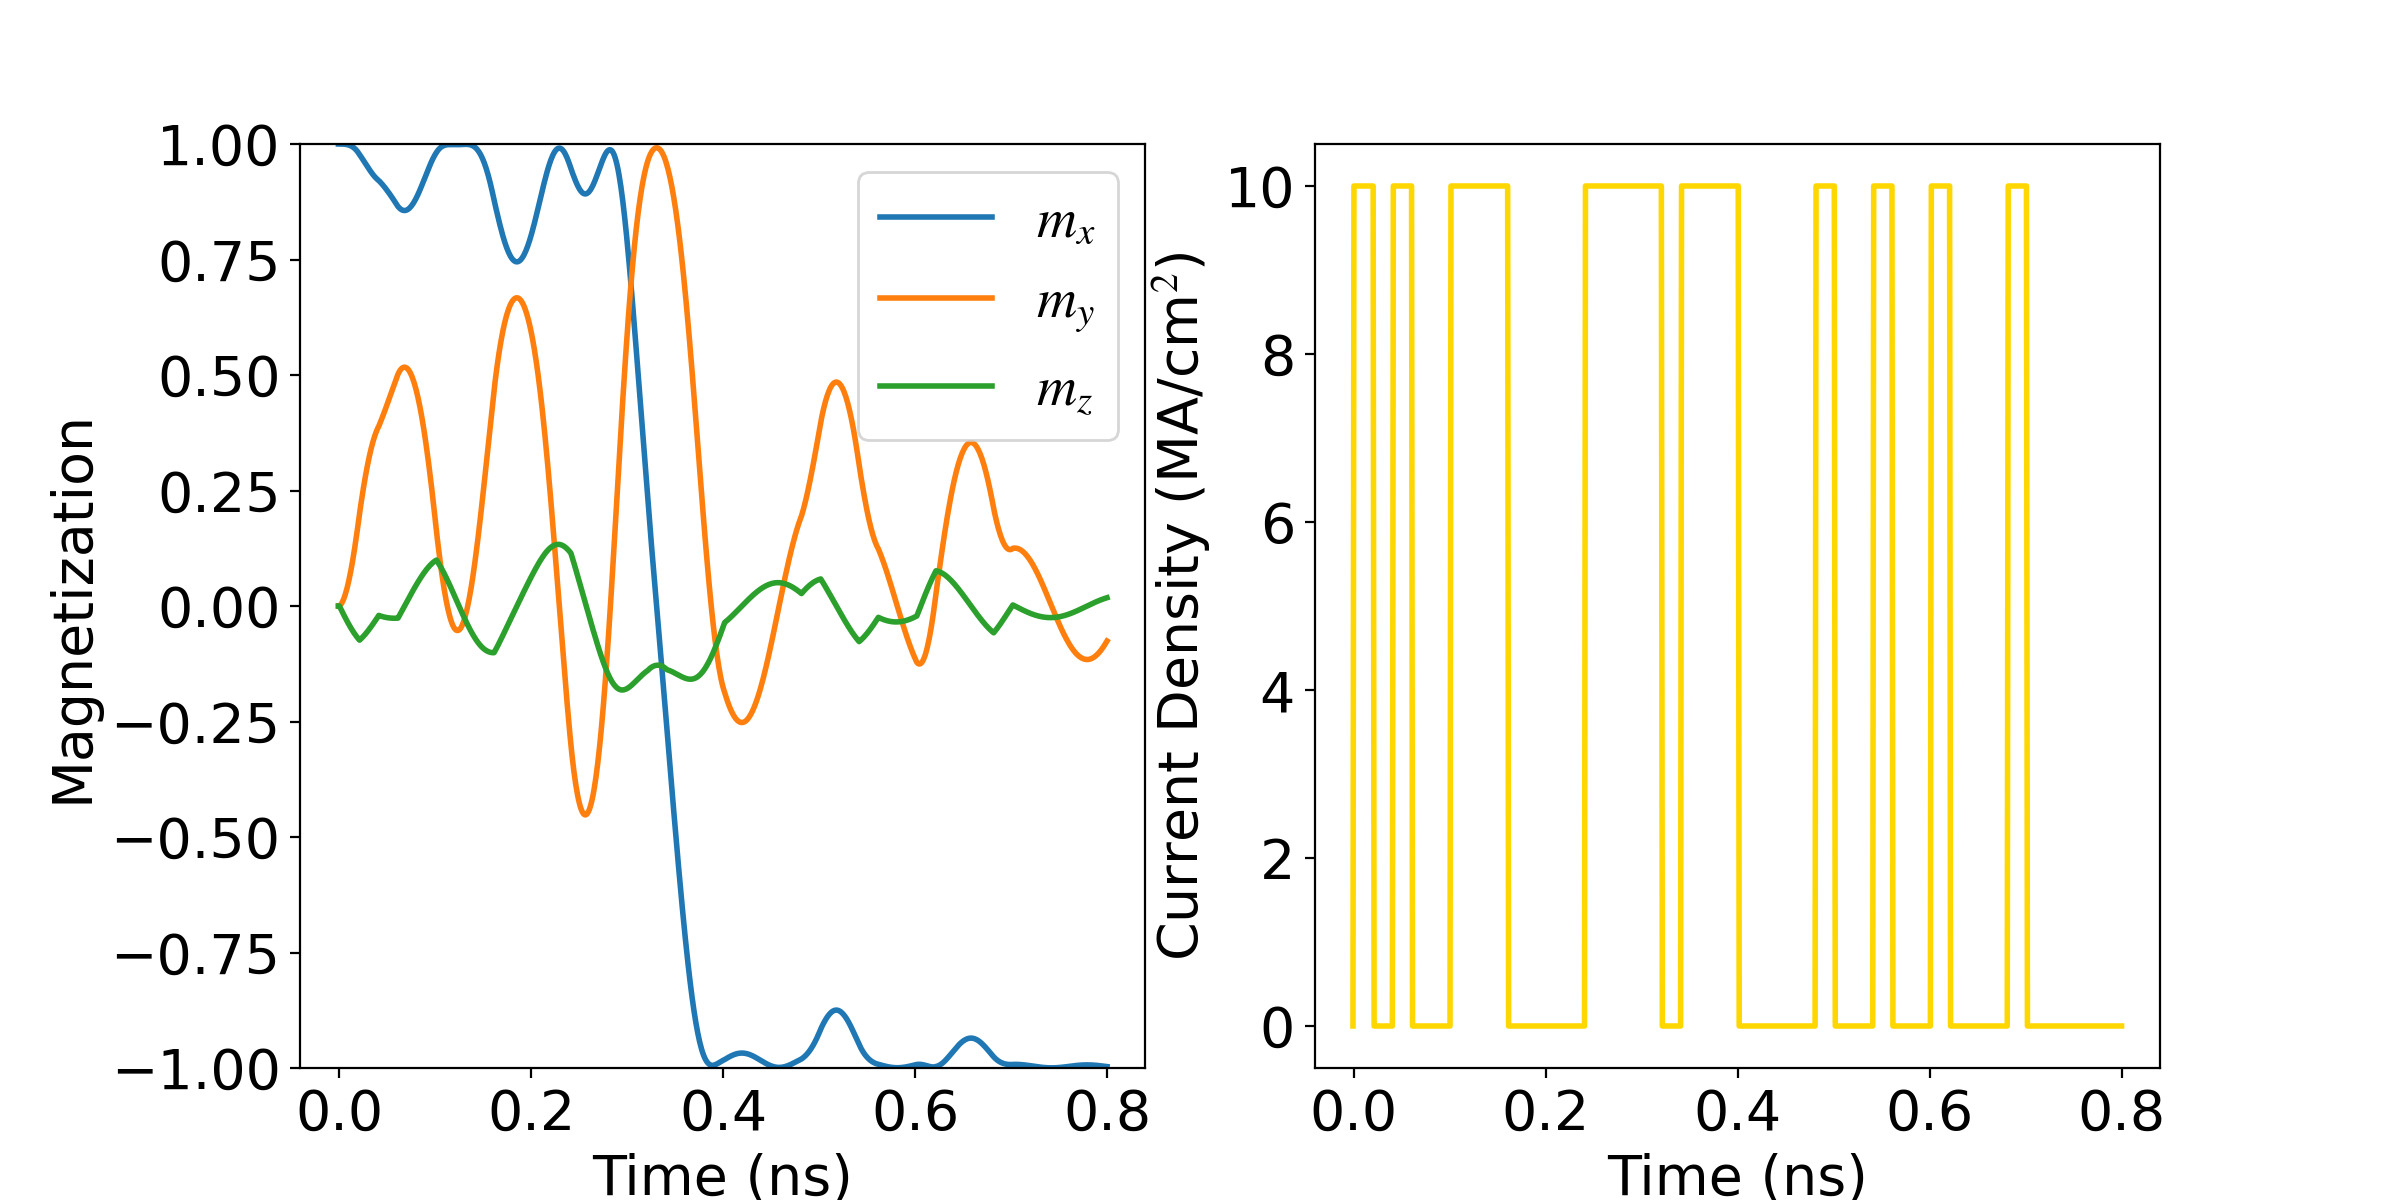 1.00
0.75
0.50
0.25
0.00
−0.25
−0.50
−0.75
−1.00
Magnetization
0.0 0.2 0.4 0.6 0.8
Time (ns)
m_x
m_y
m_z
10
8
6
4
2
0
Current Density (MA/cm²)
0.0 0.2 0.4 0.6 0.8
Time (ns)